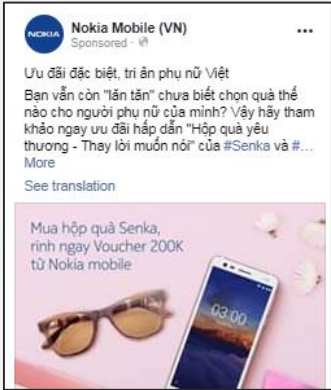 NOKIA
Nokia Mobile (VN)
Sponsored ·
Ưu đãi đặc biệt, tri ân phụ nữ Việt
Bạn vẫn còn "lăn tăn" chưa biết chọn quà thế
nào cho người phụ nữ của mình? Vậy hãy tham
khảo ngay ưu đãi hấp dẫn "Hộp quà yêu
thương - Thay lời muốn nói" của #Senka và #…
More
See translation
Mua hộp quà Senka,
rinh ngay Voucher 200K
từ Nokia mobile
03:00